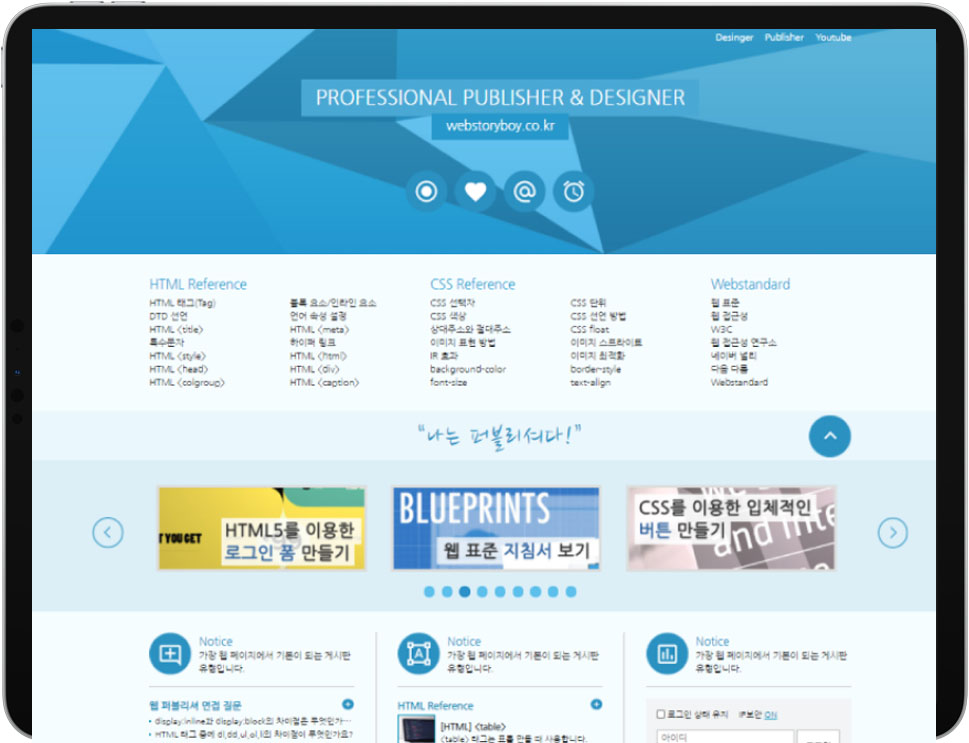 Desinger Publisher Youtube
PROFESSIONAL PUBLISHER & DESIGNER
webstoryboy.co.kr
HTML Reference
HTML 태그(Tag)
DTD 선언
HTML <title>
특수문자
HTML <style>
HTML <head>
HTML <colgroup>
블록 요소/인라인 요소
언어 속성 설정
HTML <meta>
하이퍼 링크
HTML <html>
HTML <div>
HTML <caption>
CSS Reference
CSS 선택자
CSS 색상
상대주소와 절대주소
이미지 표현 방법
IR 효과
background-color
font-size
CSS 단위
CSS 선언 방법
CSS float
이미지 스프라이트
이미지 최적화
border-style
text-align
Webstandard
웹 표준
웹 접근성
W3C
웹 접근성 연구소
네이버 널리
다음 다룸
Webstandard
“나는 퍼블리셔다!”
T YOU GET
HTML5를 이용한
로그인 폼 만들기
BLUEPRINTS
웹 표준 지침서 보기
CSS를 이용한 입체적인
버튼 만들기
Notice
가장 웹 페이지에서 기본이 되는 게시판
유형입니다.
Notice
가장 웹 페이지에서 기본이 되는 게시판
유형입니다.
Notice
가장 웹 페이지에서 기본이 되는 게시판
유형입니다.
웹 퍼블리셔 면접 질문
• display:inline와 display:block의 차이점은 무엇인가…
• HTML 태그 중에 dl,dd,ul,ol,li의 차이점이 무엇인가요?
HTML Reference
[HTML] <table>
<table> 태그는 표를 만들 때 사용합니다.
로그인 상태 유지 IP보안 ON
아이디